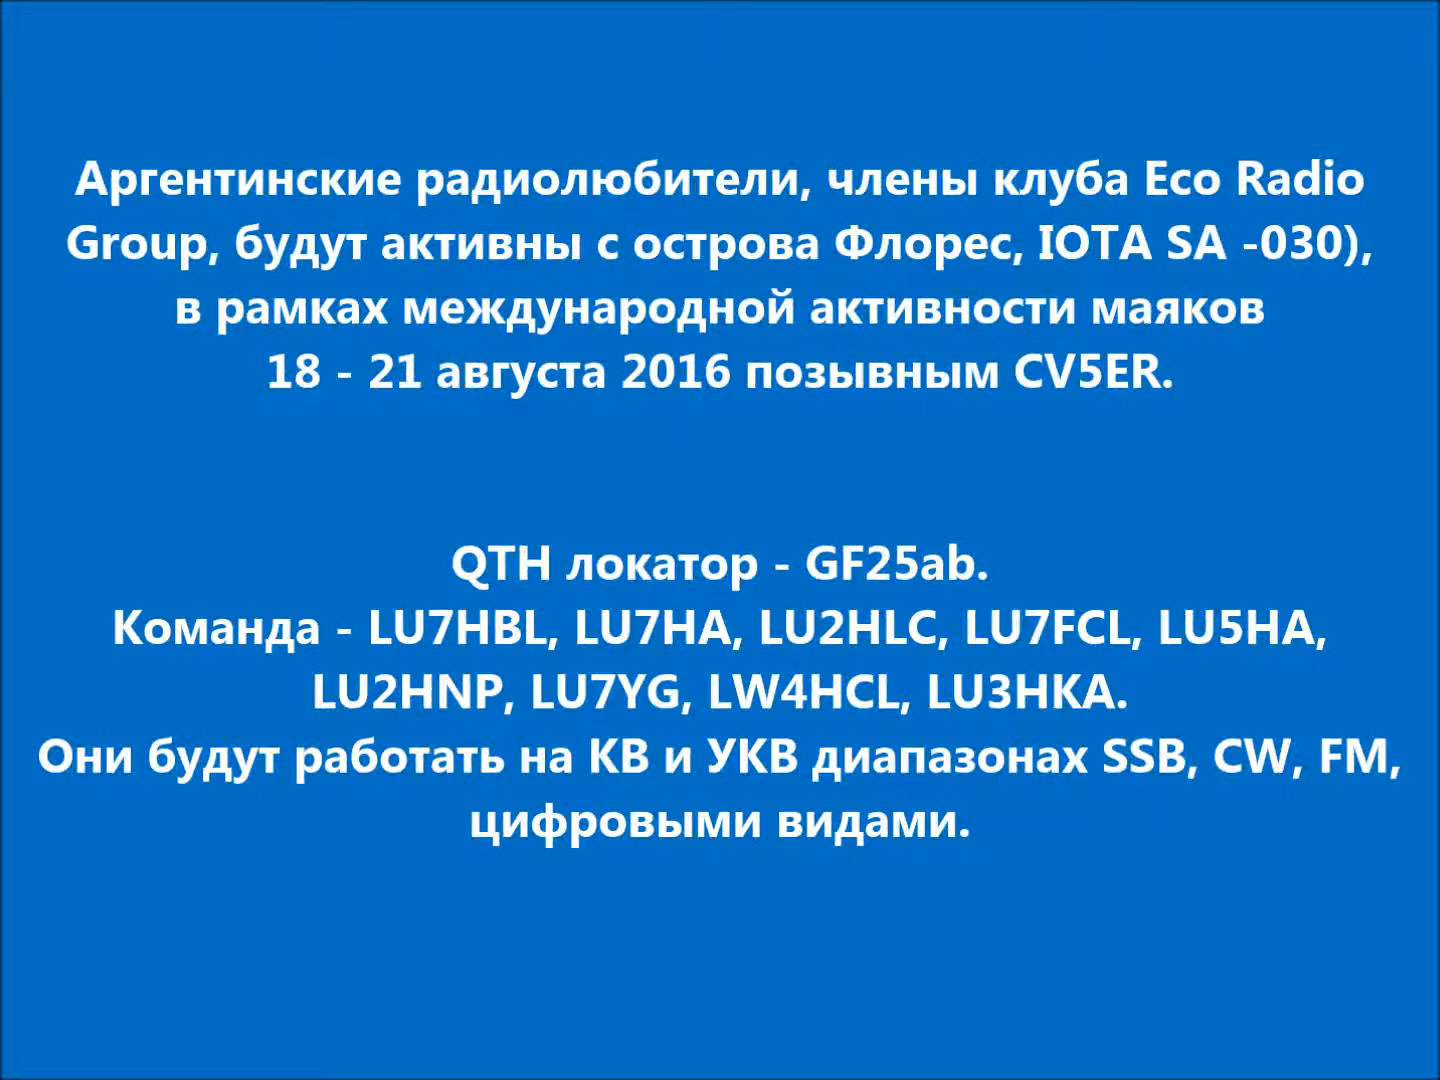 Аргентинские радиолюбители, члены клуба Eco Radio
Group, будут активны с острова Флорес, IOTA SA -030),
в рамках международной активности маяков
18 - 21 августа 2016 позывным CV5ER.
QTH локатор - GF25ab.
Команда - LU7HBL, LU7HA, LU2HLC, LU7FCL, LU5HA,
LU2HNP, LU7YG, LW4HCL, LU3HKA.
Они будут работать на КВ и УКВ диапазонах SSB, CW, FM,
цифровыми видами.